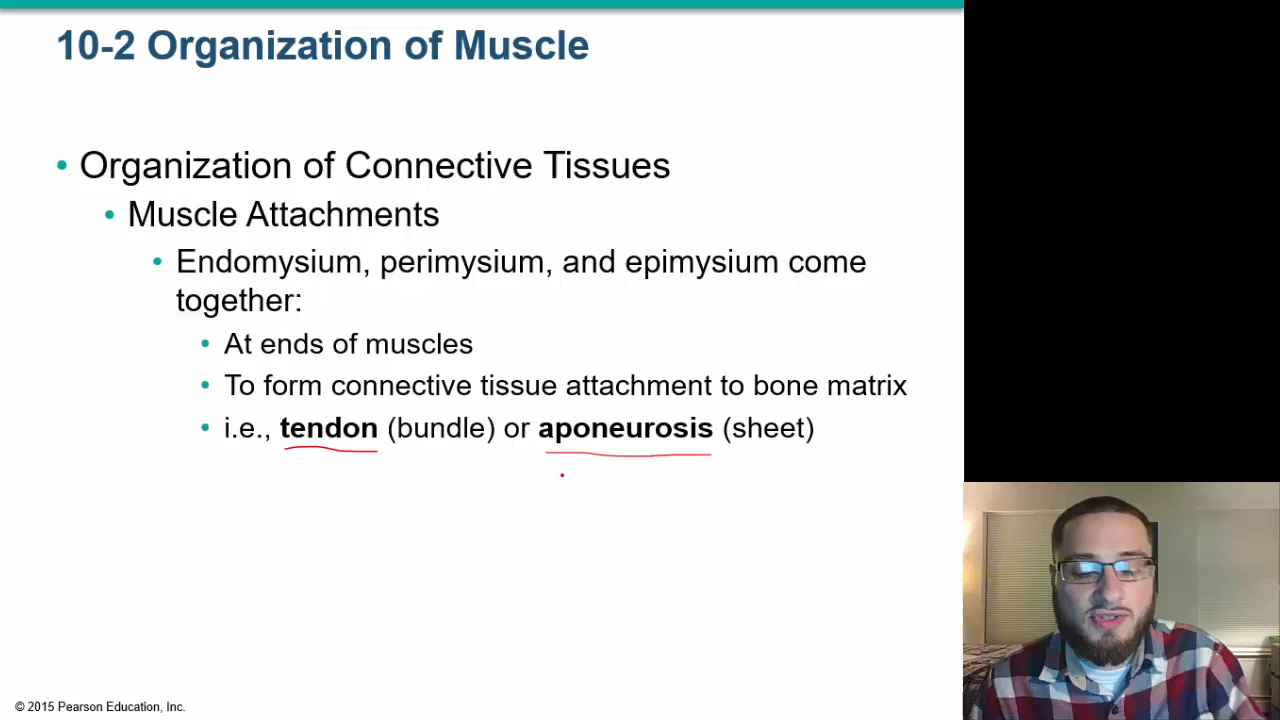 10-2 Organization of Muscle
• Organization of Connective Tissues
• Muscle Attachments
• Endomysium, perimysium, and epimysium come
together:
• At ends of muscles
• To form connective tissue attachment to bone matrix
• i.e., tendon (bundle) or aponeurosis (sheet)
© 2015 Pearson Education, Inc.